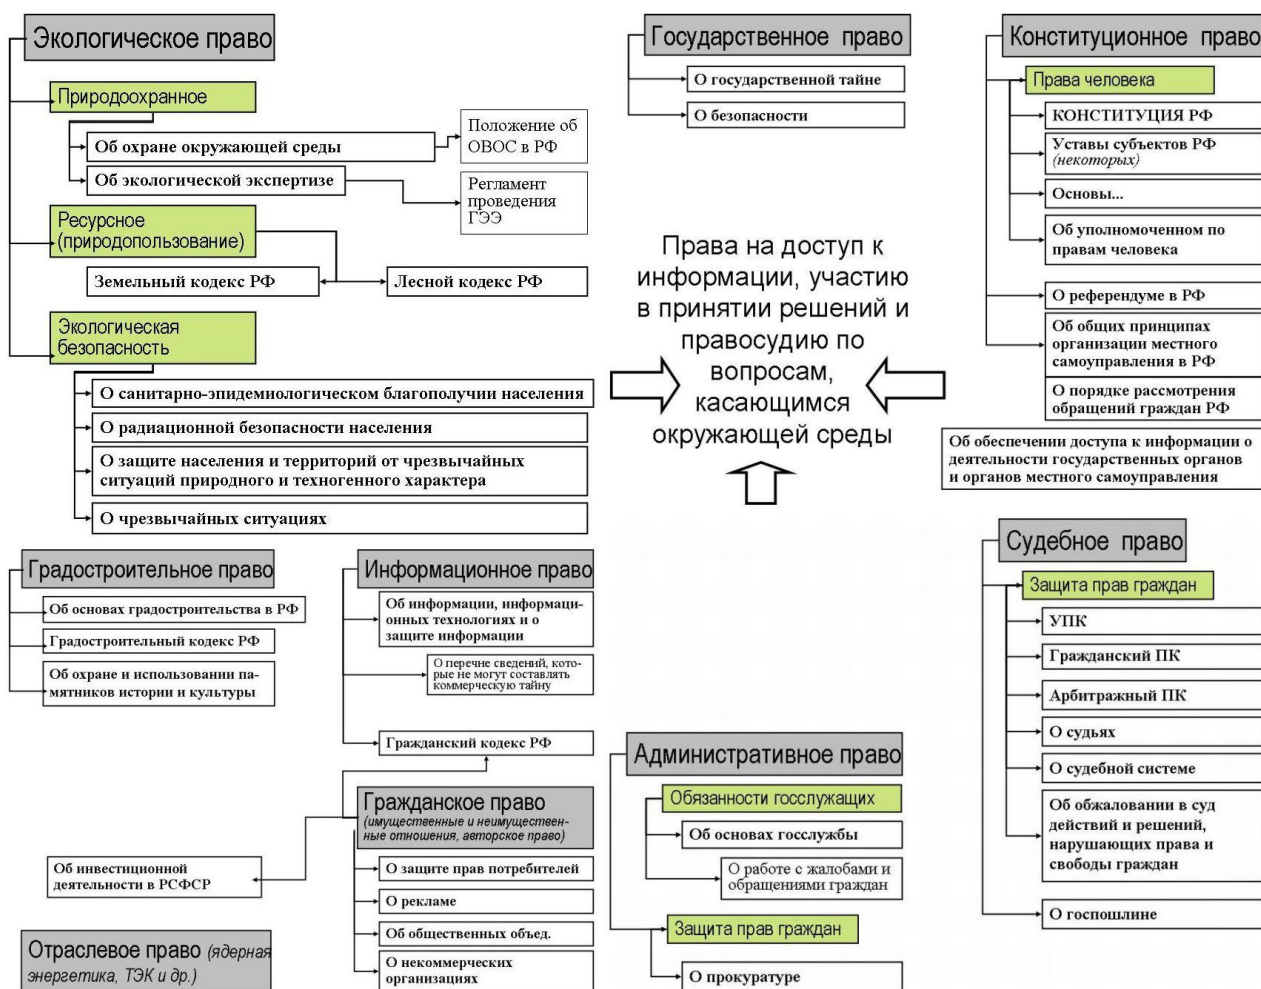 Экологическое право
Природоохранное
Об охране окружающей среды
Положение об
ОВОС в РФ
Об экологической экспертизе
Регламент
проведения
ГЭЭ
Ресурсное
(природопользование)
Земельный кодекс РФ
Лесной кодекс РФ
Экологическая
безопасность
О санитарно-эпидемиологическом благополучии населения
О радиационной безопасности населения
О защите населения и территорий от чрезвычайных
ситуаций природного и техногенного характера
О чрезвычайных ситуациях
Государственное право
О государственной тайне
О безопасности
Права на доступ к
информации, участию
в принятии решений и
правосудию по
вопросам,
касающимся
окружающей среды
Конституционное право
Права человека
КОНСТИТУЦИЯ РФ
Уставы субъектов РФ
(некоторых)
Основы...
Об уполномоченном по
правам человека
О референдуме в РФ
Об общих принципах
организации местного
самоуправления в РФ
О порядке рассмотрения
обращений граждан РФ
Об обеспечении доступа к информации о
деятельности государственных органов
и органов местного самоуправления
Градостроительное право
Об основах градостроительства в РФ
Градостроительный кодекс РФ
Об охране и использовании па-
мятников истории и культуры
Информационное право
Об информации, информаци-
онных технологиях и о
защите информации
О перечне сведений, кото-
рые не могут составлять
коммерческую тайну
Гражданский кодекс РФ
Гражданское право
(имущественные и неимуществен-
ные отношения, авторское право)
Об инвестиционной
деятельности в РСФСР
О защите прав потребителей
О рекламе
Об общественных объед.
О некоммерческих
организациях
Отраслевое право (ядерная
энергетика, ТЭК и др.)
Административное право
Обязанности госслужащих
Об основах госслужбы
О работе с жалобами и
обращениями граждан
Защита прав граждан
О прокуратуре
Судебное право
Защита прав граждан
УПК
Гражданский ПК
Арбитражный ПК
О судьях
О судебной системе
Об обжаловании в суд
действий и решений,
нарушающих права и
свободы граждан
О госпошлине